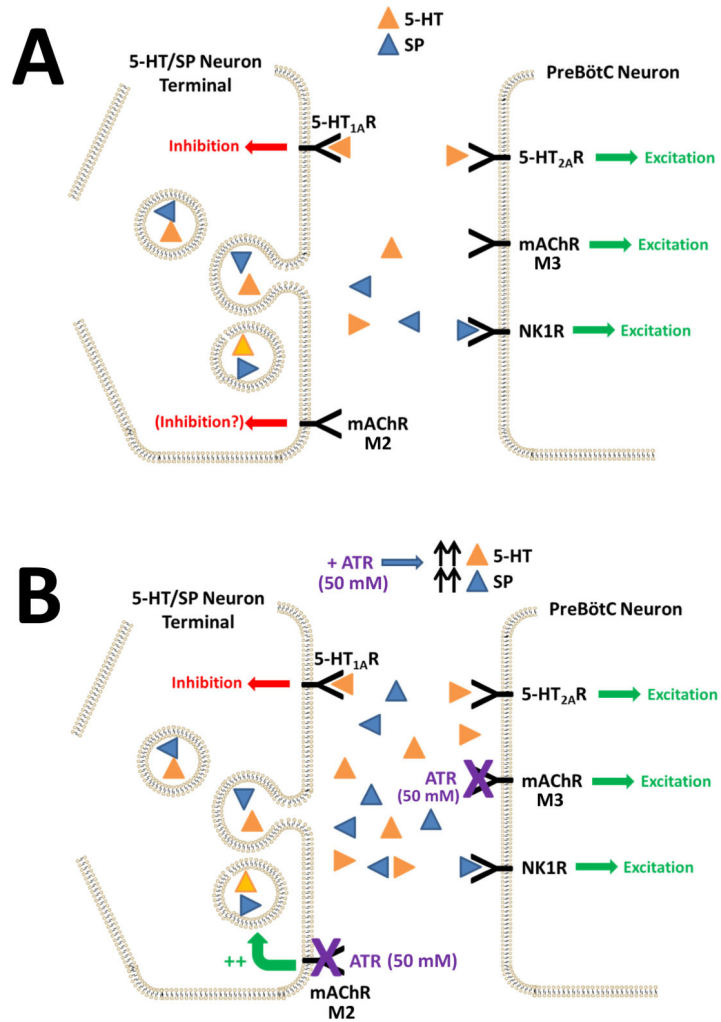 A
5-HT
SP
5-HT/SP Neuron
Terminal
PreBötC Neuron
5-HT1AR
Inhibition
5-HT2AR
Excitation
mAChR
M3
Excitation
NK1R
Excitation
(Inhibition?)
mAChR
M2
B
+ ATR
(50 mM)
5-HT
SP
5-HT/SP Neuron
Terminal
PreBötC Neuron
5-HT1AR
Inhibition
5-HT2AR
Excitation
ATR
(50 mM)
mAChR
M3
Excitation
NK1R
Excitation
++
ATR (50 mM)
mAChR
M2